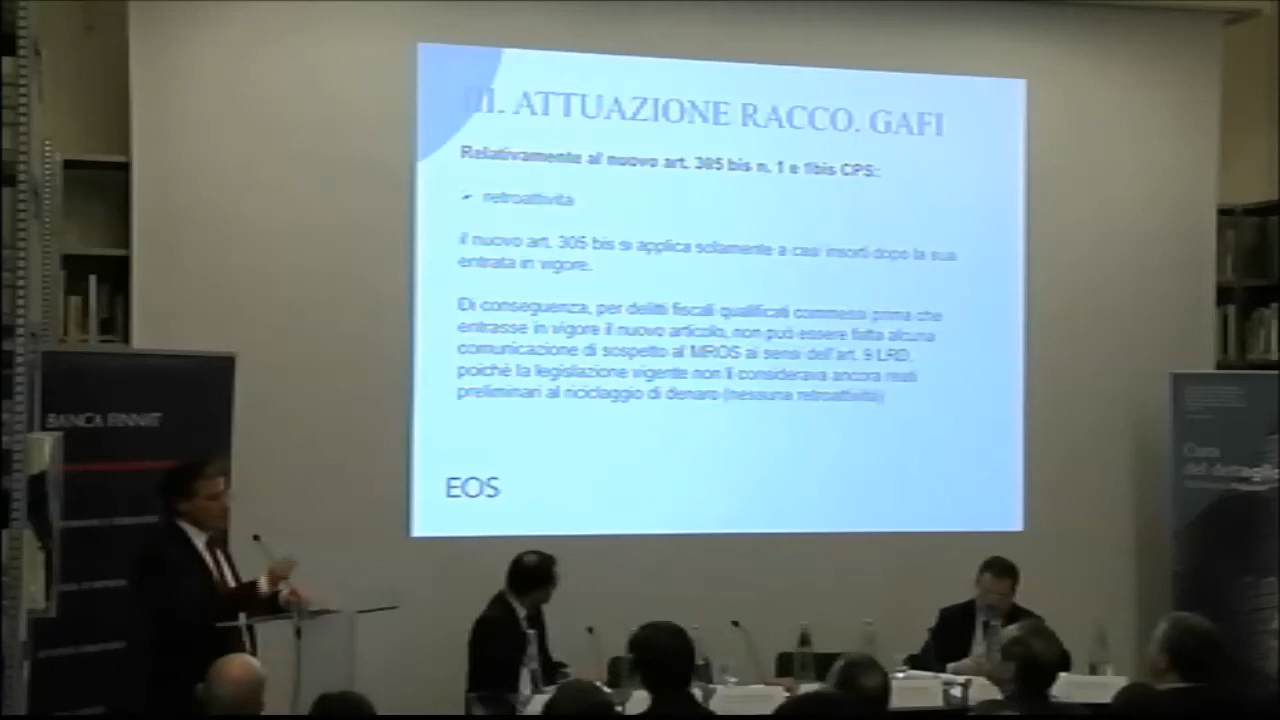 III. ATTUAZIONE RACCO. GAFI
Relativamente al nuovo art. 305 bis n. 1 e 1bis CPS:
retroattività
il nuovo art. 305 bis si applica solamente a casi insorti dopo la sua
entrata in vigore.
Di conseguenza, per delitti fiscali qualificati commessi prima che
entrasse in vigore il nuovo articolo, non può essere fatta alcuna
comunicazione di sospetto al MROS ai sensi dell'art. 9 LRD,
poichè la legislazione vigente non li considerava ancora reati
preliminari al riciclaggio di denaro (nessuna retroattività)
EOS
BANCA FINNAT